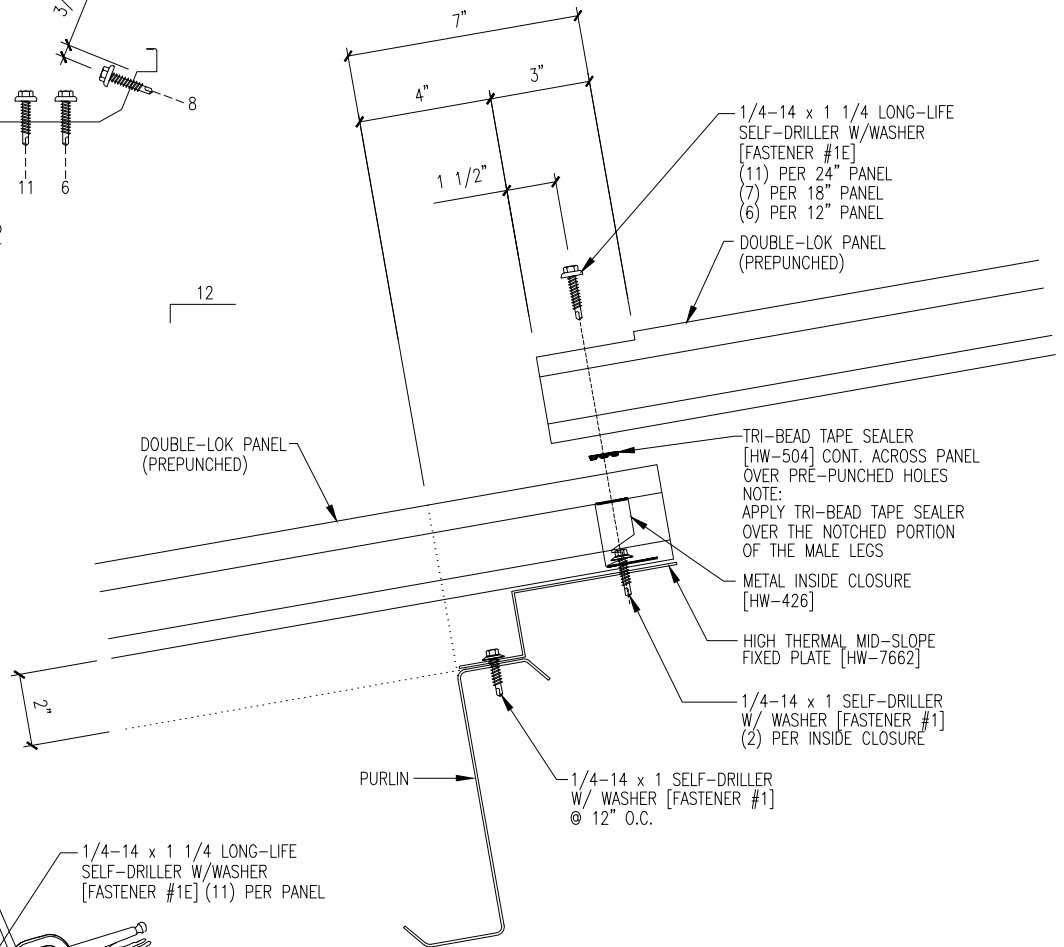 3/
8
11
6
7"
4"
3"
1 1/2"
1/4-14 x 1 1/4 LONG-LIFE
SELF-DRILLER W/WASHER
[FASTENER #1E]
(11) PER 24" PANEL
(7) PER 18" PANEL
(6) PER 12" PANEL
DOUBLE-LOK PANEL
(PREPUNCHED)
12
DOUBLE-LOK PANEL
(PREPUNCHED)
TRI-BEAD TAPE SEALER
[HW-504] CONT. ACROSS PANEL
OVER PRE-PUNCHED HOLES
NOTE:
APPLY TRI-BEAD TAPE SEALER
OVER THE NOTCHED PORTION
OF THE MALE LEGS
METAL INSIDE CLOSURE
[HW-426]
HIGH THERMAL MID-SLOPE
FIXED PLATE [HW-7662]
1/4-14 x 1 SELF-DRILLER
W/ WASHER [FASTENER #1]
(2) PER INSIDE CLOSURE
2"
PURLIN
1/4-14 x 1 SELF-DRILLER
W/ WASHER [FASTENER #1]
@ 12" O.C.
1/4-14 x 1 1/4 LONG-LIFE
SELF-DRILLER W/WASHER
[FASTENER #1E] (11) PER PANEL